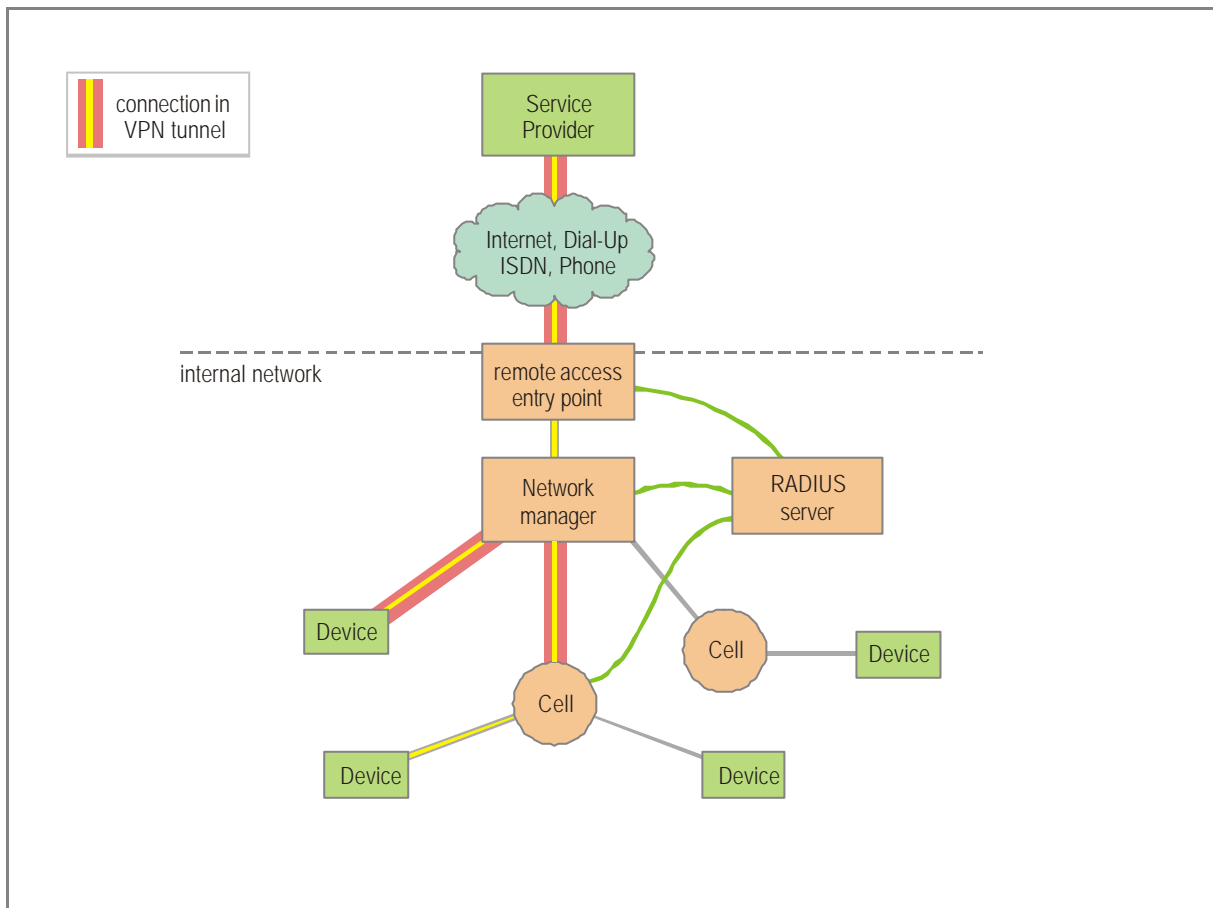 connection in
VPN tunnel
Service
Provider
Internet, Dial-Up
ISDN, Phone
internal network
remote access
entry point
Network
manager
RADIUS
server
Device
Cell
Device
Cell
Device
Device